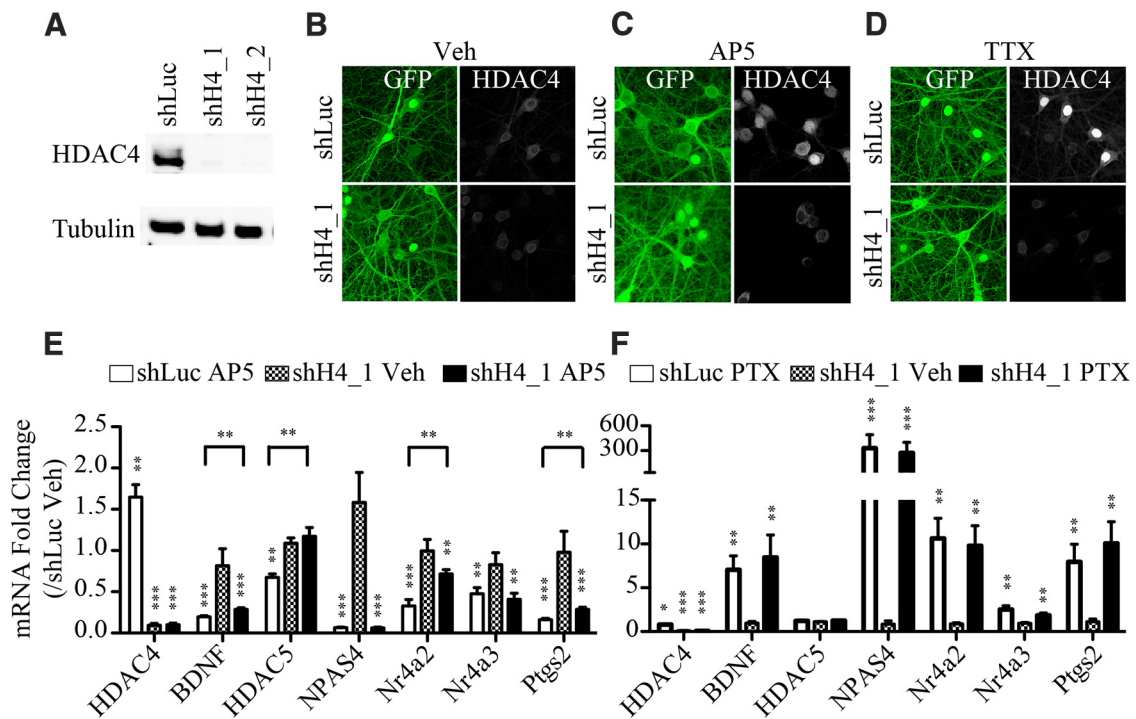 A
shLuc
shH4_1
shH4_2
HDAC4
Tubulin
B
Veh
GFP
HDAC4
shLuc
shH4_1
C
AP5
GFP
HDAC4
shLuc
shH4_1
D
TTX
GFP
HDAC4
shLuc
shH4_1
E
shLuc AP5
shH4_1 Veh
shH4_1 AP5
mRNA Fold Change
(/shLuc Veh)
2.5
2.0
1.5
1.0
0.5
0.0
**
***
***
***
**
***
**
**
***
***
***
**
**
**
**
***
**
***
HDAC4
BDNF
HDAC5
NPAS4
Nr4a2
Nr4a3
Ptgs2
F
shLuc PTX
shH4_1 Veh
shH4_1 PTX
600
300
15
10
5
0
*
***
***
**
**
***
***
**
**
**
**
**
**
HDAC4
BDNF
HDAC5
NPAS4
Nr4a2
Nr4a3
Ptgs2